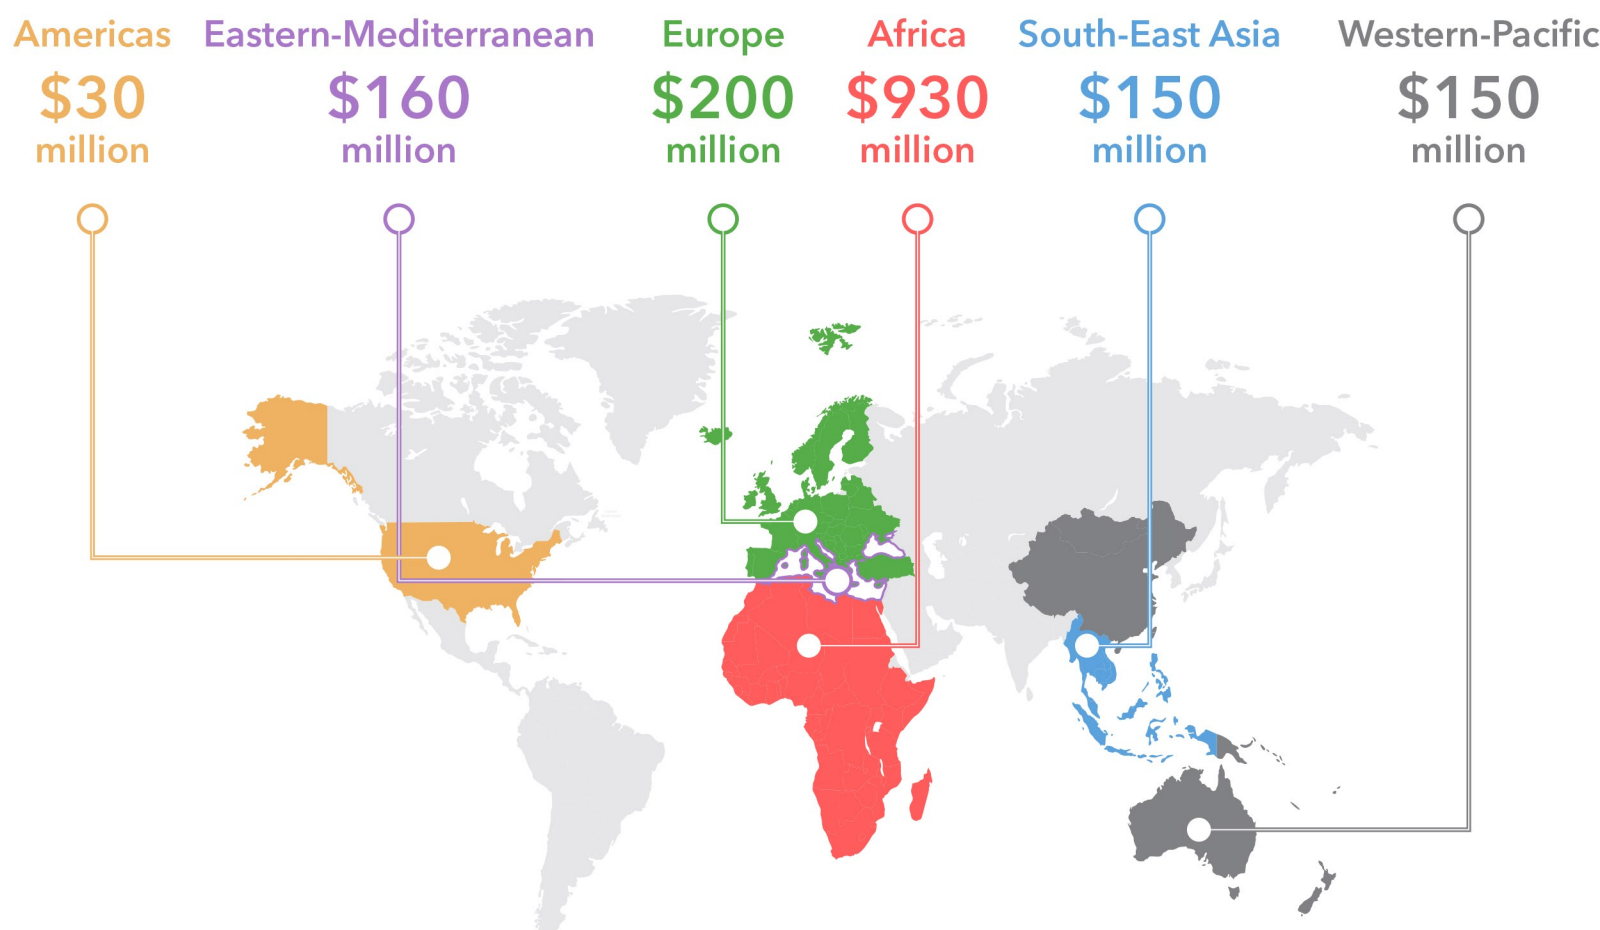 Americas
$30
million
Eastern-Mediterranean
$160
million
Europe
$200
million
Africa
$930
million
South-East Asia
$150
million
Western-Pacific
$150
million